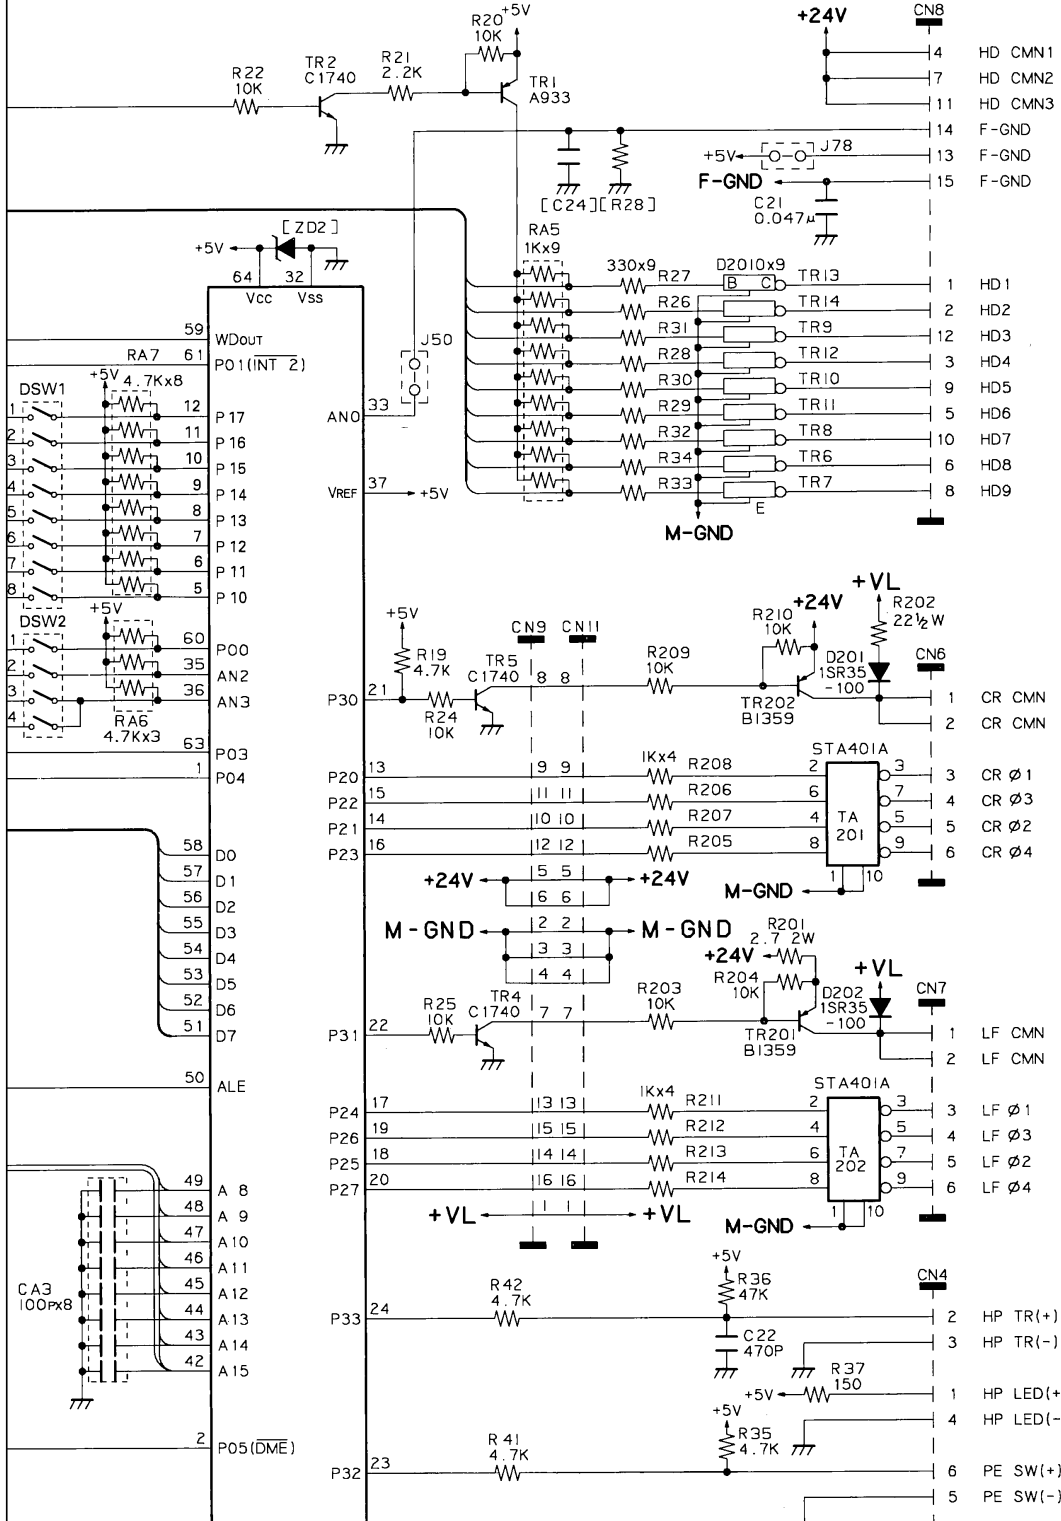 R20 +5V
10K
+24V
CN8
R22
10K
TR2
C1740
R21
2.2K
TR1
A933
4 HD CMN1
7 HD CMN2
11 HD CMN3
14 F-GND
+5V J78 13 F-GND
F-GND 15 F-GND
[C24] [R28]
C21
0.047µ
[ZD2]
+5V
64 32
Vcc Vss
RA5
1Kx9
330x9 D2010x9
R27 B C TR13 1 HD1
R26 TR14 2 HD2
R31 TR9 12 HD3
R28 TR12 3 HD4
R30 TR10 9 HD5
R29 TR11 5 HD6
R32 TR8 10 HD7
R34 TR6 6 HD8
R33 TR7 8 HD9
E
M-GND
59 WDOUT
61 P01(INT 2)
J50
RA7
+5V 4.7Kx8
DSW1
1 12 P17
2 11 P16
3 10 P15
4 9 P14
5 8 P13
6 7 P12
7 6 P11
8 5 P10
33
AN0
VREF 37 +5V
+5V
DSW2
1 60 P00
2 35 AN2
3 36 AN3
4
RA6
4.7Kx3
63 P03
1 P04
+5V
R19
4.7K
P30 21
R24
10K
TR5
C1740
CN9 CN11
8 8
R209
10K
R210
10K
+24V
TR202
B1359
+VL
R202
22 1/2W
D201
1SR35
-100
CN6
1 CR CMN
2 CR CMN
1Kx4
STA401A
P20 13 9 9 R208 2 3 3 CR Ø1
P22 15 11 11 R206 6 7 4 CR Ø3
P21 14 10 10 R207 4 5 5 CR Ø2
P23 16 12 12 R205 8 9 6 CR Ø4
TA
201
+24V 5 5 +24V
6 6
M-GND 1 10
M-GND 2 2 M-GND
3 3
4 4
58 D0
57 D1
56 D2
55 D3
54 D4
53 D5
52 D6
51 D7
R201
2.7 2W
+24V
R204
10K
+VL
D202
1SR35
-100
CN7
P31 22
R25
10K
TR4
C1740
7 7
R203
10K
TR201
B1359
1 LF CMN
2 LF CMN
50 ALE
1Kx4
STA401A
P24 17 13 13 R211 2 3 3 LF Ø1
P26 19 15 15 R212 4 5 4 LF Ø3
P25 18 14 14 R213 6 7 5 LF Ø2
P27 20 16 16 R214 8 9 6 LF Ø4
TA
202
+VL 1 1 +VL
M-GND 1 10
49 A 8
48 A 9
47 A10
46 A11
45 A12
44 A13
43 A14
42 A15
CA3
100Px8
+5V
R36
47K
CN4
P33 24
R42
4.7K
2 HP TR(+)
C22
470P
3 HP TR(-)
R37
+5V 150 1 HP LED(+
+5V
R35
4.7K
4 HP LED(-
2 P05(DME)
P32 23
R41
4.7K
6 PE SW(+)
5 PE SW(-)